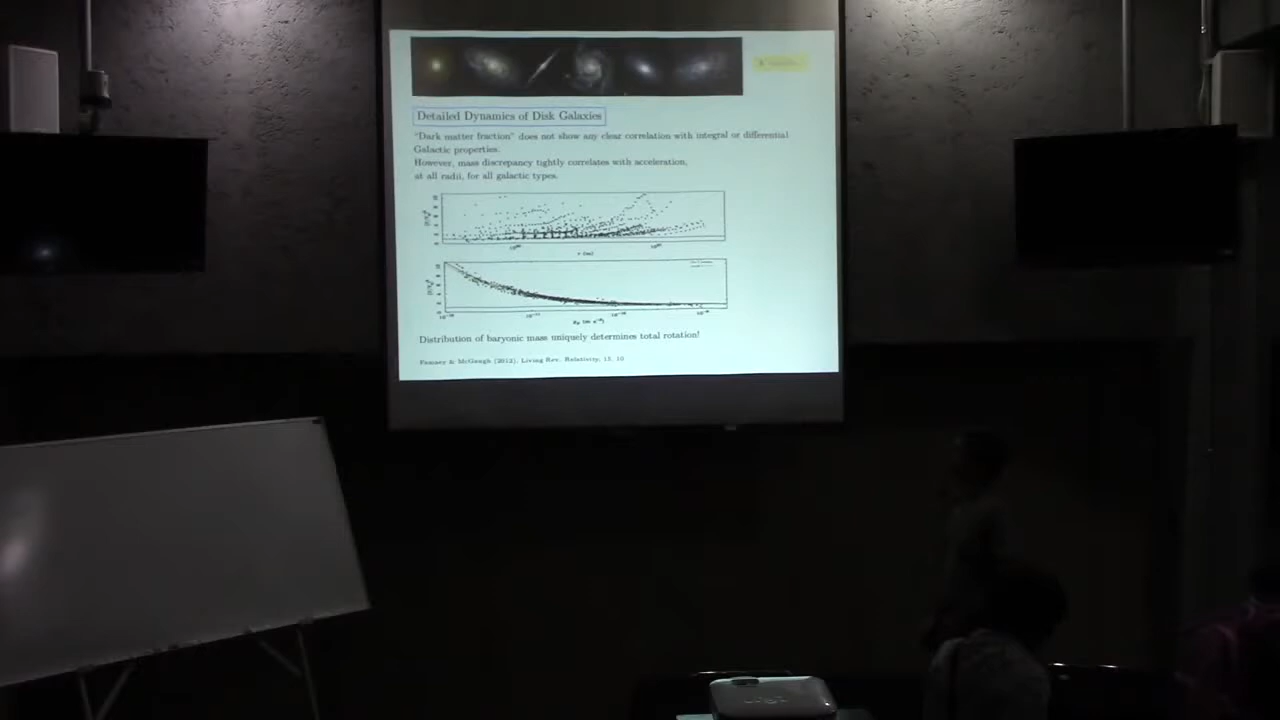 Detailed Dynamics of Disk Galaxies
"Dark matter fraction" does not show any clear correlation with integral or differential
Galactic properties.
However, mass discrepancy tightly correlates with acceleration,
at all radii, for all galactic types.
Distribution of baryonic mass uniquely determines total rotation!
Famaey & McGaugh (2012), Living Rev. Relativity, 15, 10